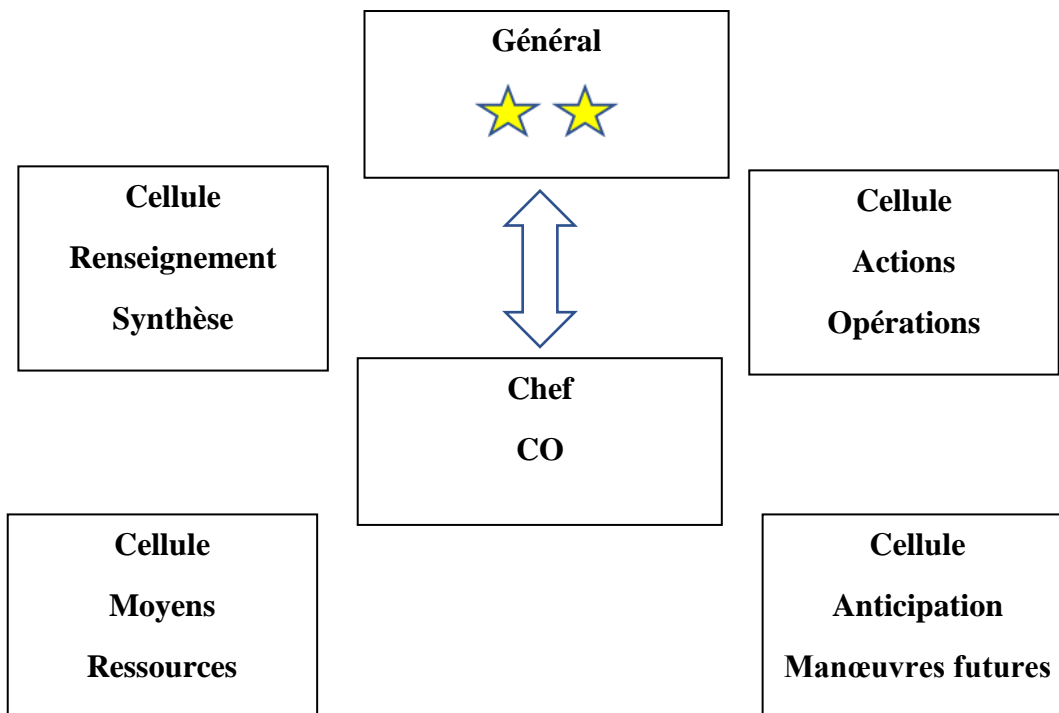 Général
Cellule
Renseignement
Synthèse
Cellule
Actions
Opérations
Chef
CO
Cellule
Moyens
Ressources
Cellule
Anticipation
Manœuvres futures